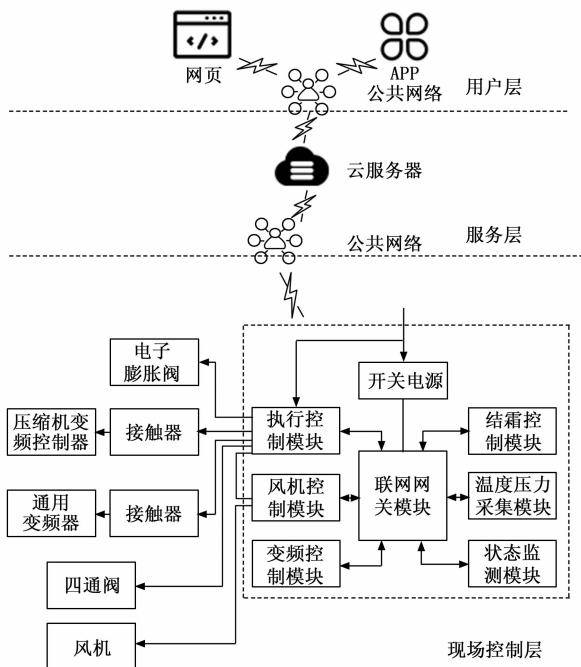 网页
APP
公共网络
用户层
云服务器
公共网络
服务层
电子
膨胀阀
开关电源
压缩机变
频控制器
接触器
执行控
制模块
结霜控
制模块
通用
变频器
接触器
风机控
制模块
联网网
关模块
温度压力
采集模块
四通阀
变频控
制模块
状态监
测模块
风机
现场控制层